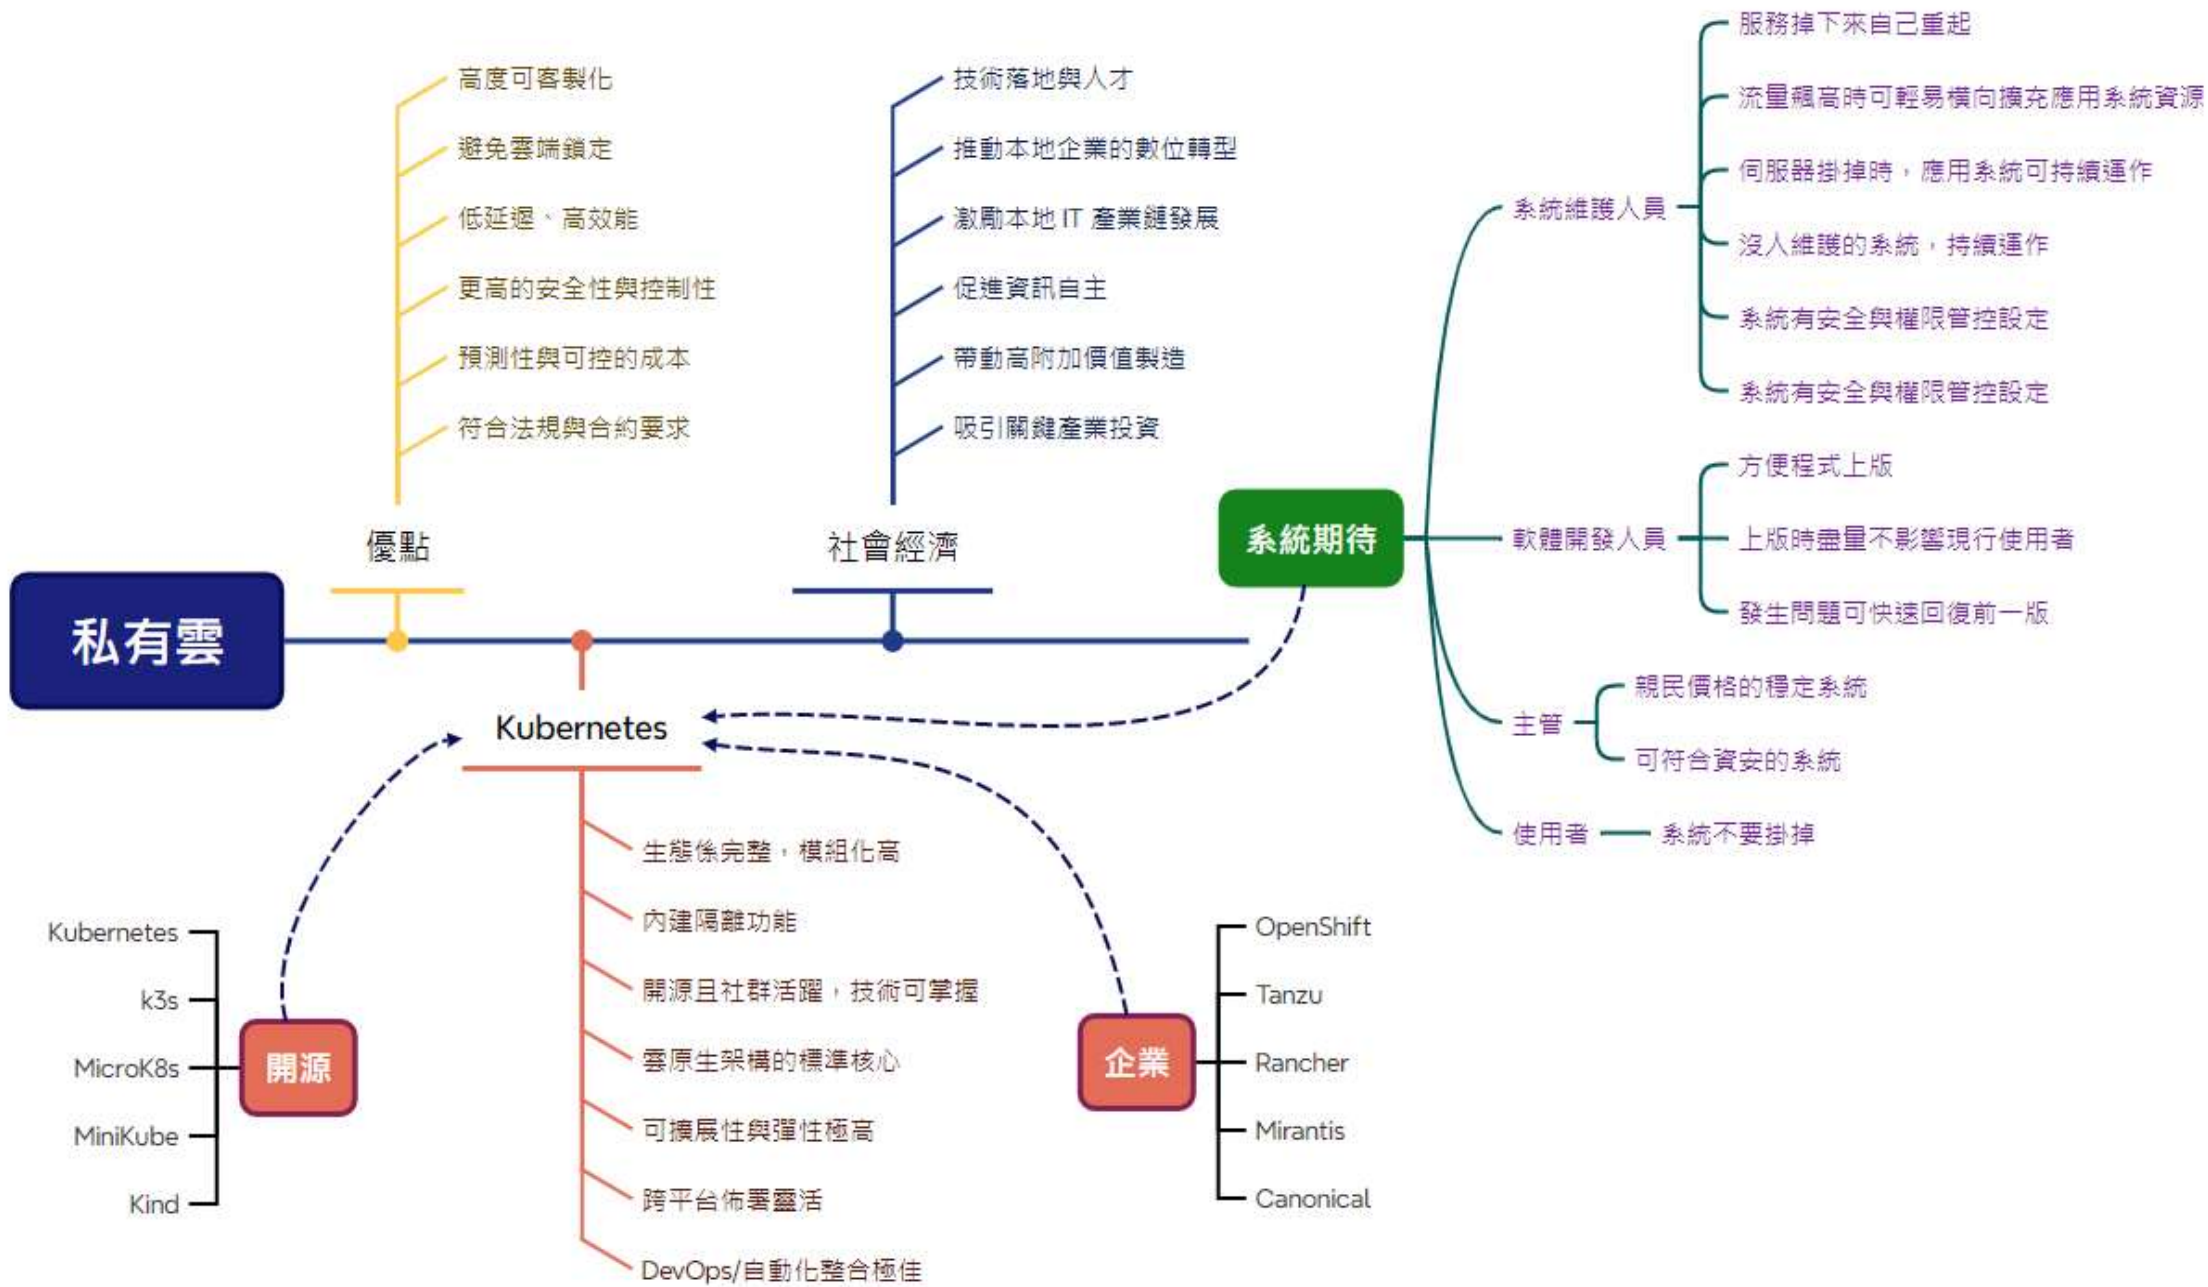 私有雲
優點
高度可客製化
避免雲端鎖定
低延遲、高效能
更高的安全性與控制性
預測性與可控的成本
符合法規與合約要求
社會經濟
技術落地與人才
推動本地企業的數位轉型
激勵本地 IT 產業鏈發展
促進資訊自主
帶動高附加價值製造
吸引關鍵產業投資
Kubernetes
生態係完整，模組化高
內建隔離功能
開源且社群活躍，技術可掌握
雲原生架構的標準核心
可擴展性與彈性極高
跨平台佈署靈活
DevOps/自動化整合極佳
開源
Kubernetes
k3s
MicroK8s
MiniKube
Kind
企業
OpenShift
Tanzu
Rancher
Mirantis
Canonical
系統期待
系統維護人員
服務掉下來自己重起
流量飆高時可輕易橫向擴充應用系統資源
伺服器掛掉時，應用系統可持續運作
沒人維護的系統，持續運作
系統有安全與權限管控設定
系統有安全與權限管控設定
軟體開發人員
方便程式上版
上版時盡量不影響現行使用者
發生問題可快速回復前一版
主管
親民價格的穩定系統
可符合資安的系統
使用者
系統不要掛掉